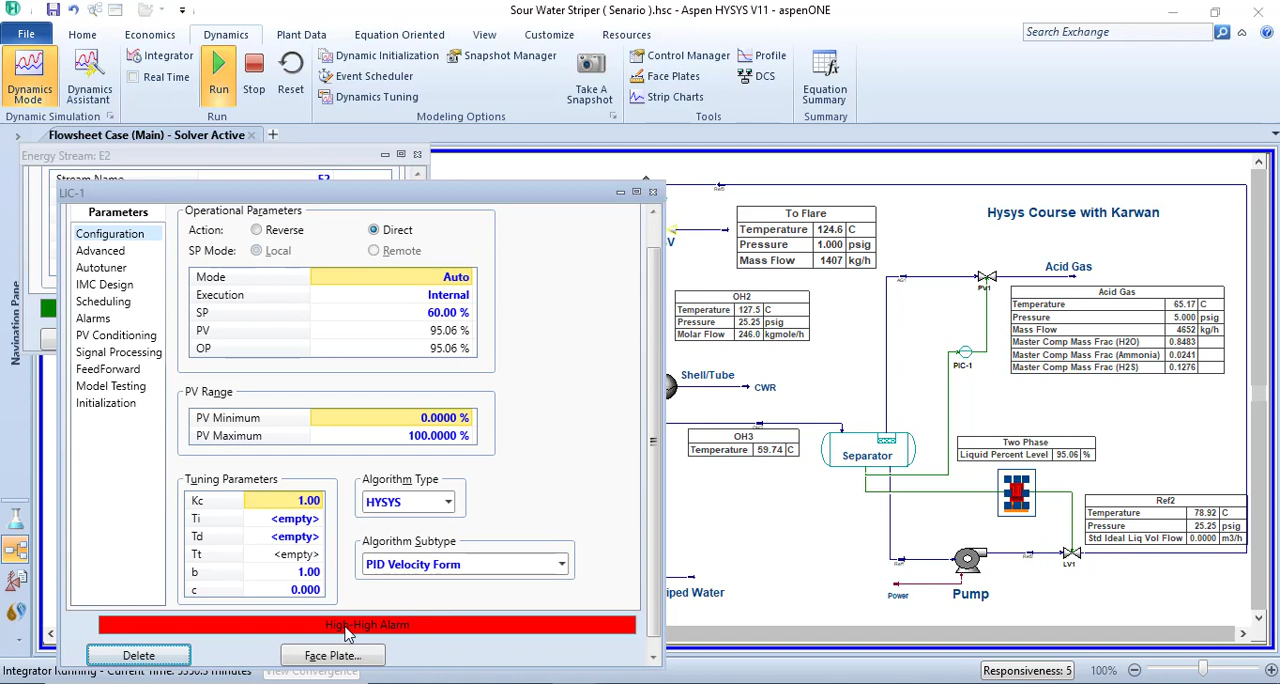 Sour Water Striper ( Senario ).hsc - Aspen HYSYS V11 - aspenONE
File Home Economics Dynamics Plant Data Equation Oriented View Customize Resources
Search Exchange
Dynamics Mode
Dynamics Assistant
Integrator
Real Time
Run
Stop
Reset
Dynamic Initialization
Event Scheduler
Dynamic Tuning
Snapshot Manager
Take A Snapshot
Control Manager
Face Plates
Strip Charts
Profile
DCS
Equation Summary
Dynamic Simulation
Run
Modeling Options
Tools
Summary
Flowsheet Case (Main) - Solver Active
Navigation Pane
Energy Stream: E2
Stream Name E2
LIC-1
Parameters
Configuration
Advanced
Autotuner
IMC Design
Scheduling
Alarms
PV Conditioning
Signal Processing
FeedForward
Model Testing
Initialization
Operational Parameters
Action: Reverse Direct
SP Mode: Local Remote
Mode Auto
Execution Internal
SP 60.00 %
PV 95.06 %
OP 95.06 %
PV Range
PV Minimum 0.0000 %
PV Maximum 100.0000 %
Tuning Parameters
Kc 1.00
Ti <empty>
Td <empty>
Tt <empty>
b 1.00
c 0.000
Algorithm Type
HYSYS
Algorithm Subtype
PID Velocity Form
High-High Alarm
Delete
Face Plate...
To Flare
Temperature 124.6 C
Pressure 1.000 psig
Mass Flow 1407 kg/h
Hysys Course with Karwan
OH2
Temperature 127.5 C
Pressure 25.25 psig
Molar Flow 246.0 kgmole/h
Acid Gas
PV1
Acid Gas
Temperature 65.17 C
Pressure 5.000 psig
Mass Flow 4652 kg/h
Master Comp Mass Frac (H2O) 0.8483
Master Comp Mass Frac (Ammonia) 0.0241
Master Comp Mass Frac (H2S) 0.1276
PIC-1
Shell/Tube
CWR
OH3
Temperature 59.74 C
Separator
Two Phase
Liquid Percent Level 95.06 %
Ref2
Temperature 78.92 C
Pressure 25.25 psig
Std Ideal Liq Vol Flow 0.0000 m3/h
LV1
Power
Pump
iped Water
Responsiveness: 5
100%
View Convergence